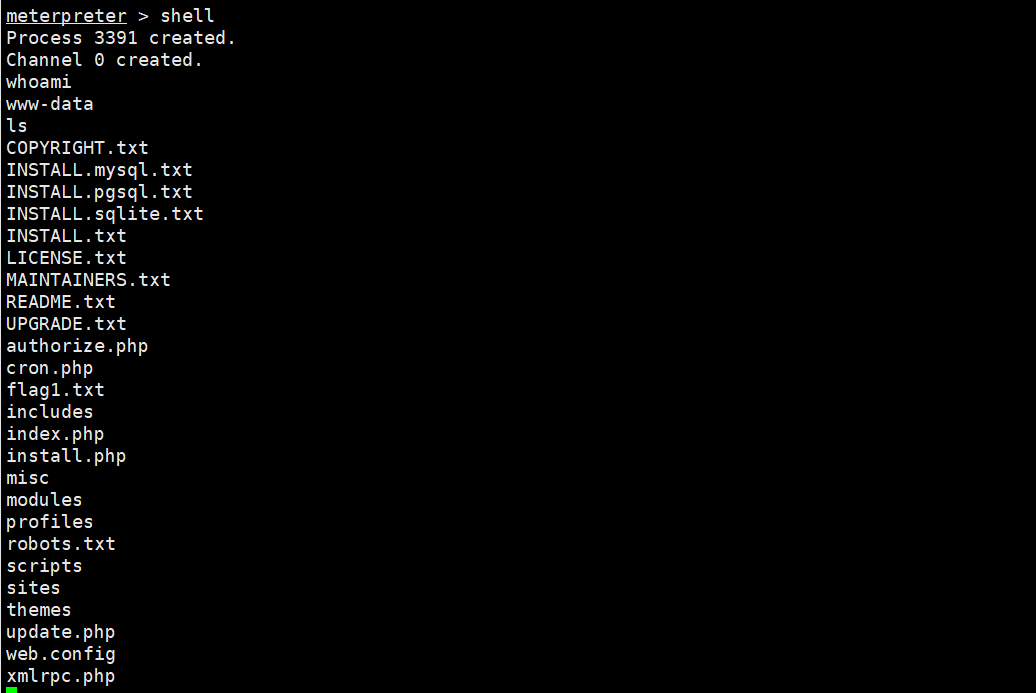 meterpreter > shell
Process 3391 created.
Channel 0 created.
whoami
www-data
ls
COPYRIGHT.txt
INSTALL.mysql.txt
INSTALL.pgsql.txt
INSTALL.sqlite.txt
INSTALL.txt
LICENSE.txt
MAINTAINERS.txt
README.txt
UPGRADE.txt
authorize.php
cron.php
flag1.txt
includes
index.php
install.php
misc
modules
profiles
robots.txt
scripts
sites
themes
update.php
web.config
xmlrpc.php